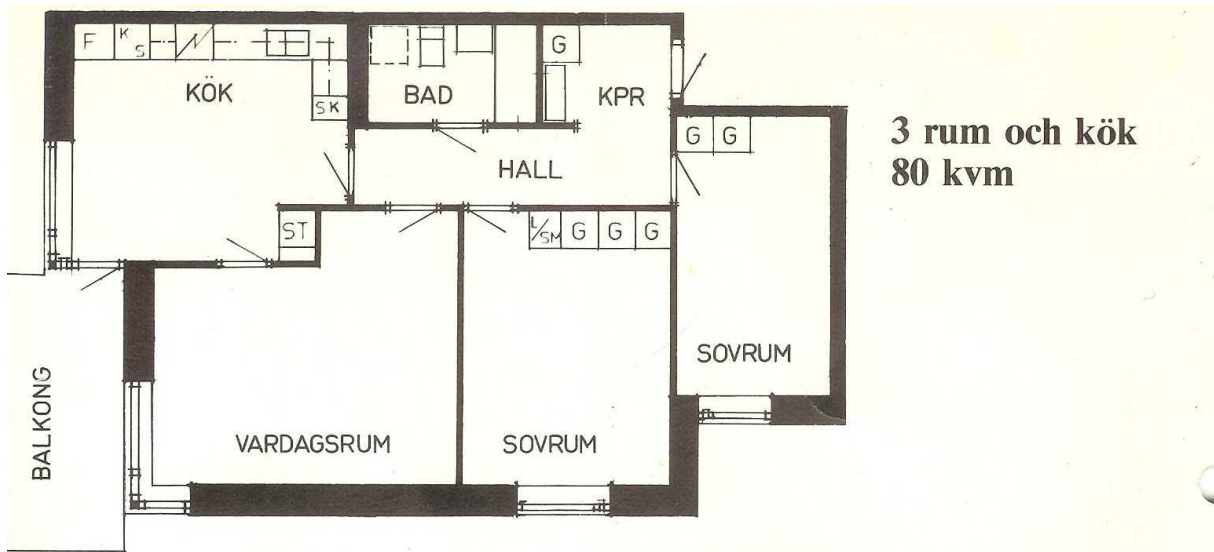 F
K
S
KÖK
SK
BAD
G
KPR
HALL
G G
3 rum och kök
80 kvm
ST
L/SM G G G
SOVRUM
BALKONG
VARDAGSRUM
SOVRUM